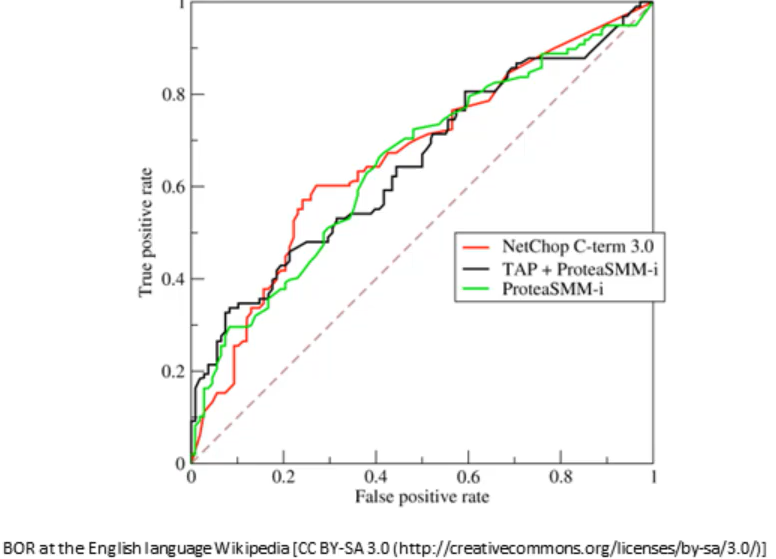 1
0.8
0.6
0.4
0.2
0
0 0.2 0.4 0.6 0.8 1
True positive rate
False positive rate
NetChop C-term 3.0
TAP + ProteaSMM-i
ProteaSMM-i
BOR at the English language Wikipedia [CC BY-SA 3.0 (http://creativecommons.org/licenses/by-sa/3.0/)]